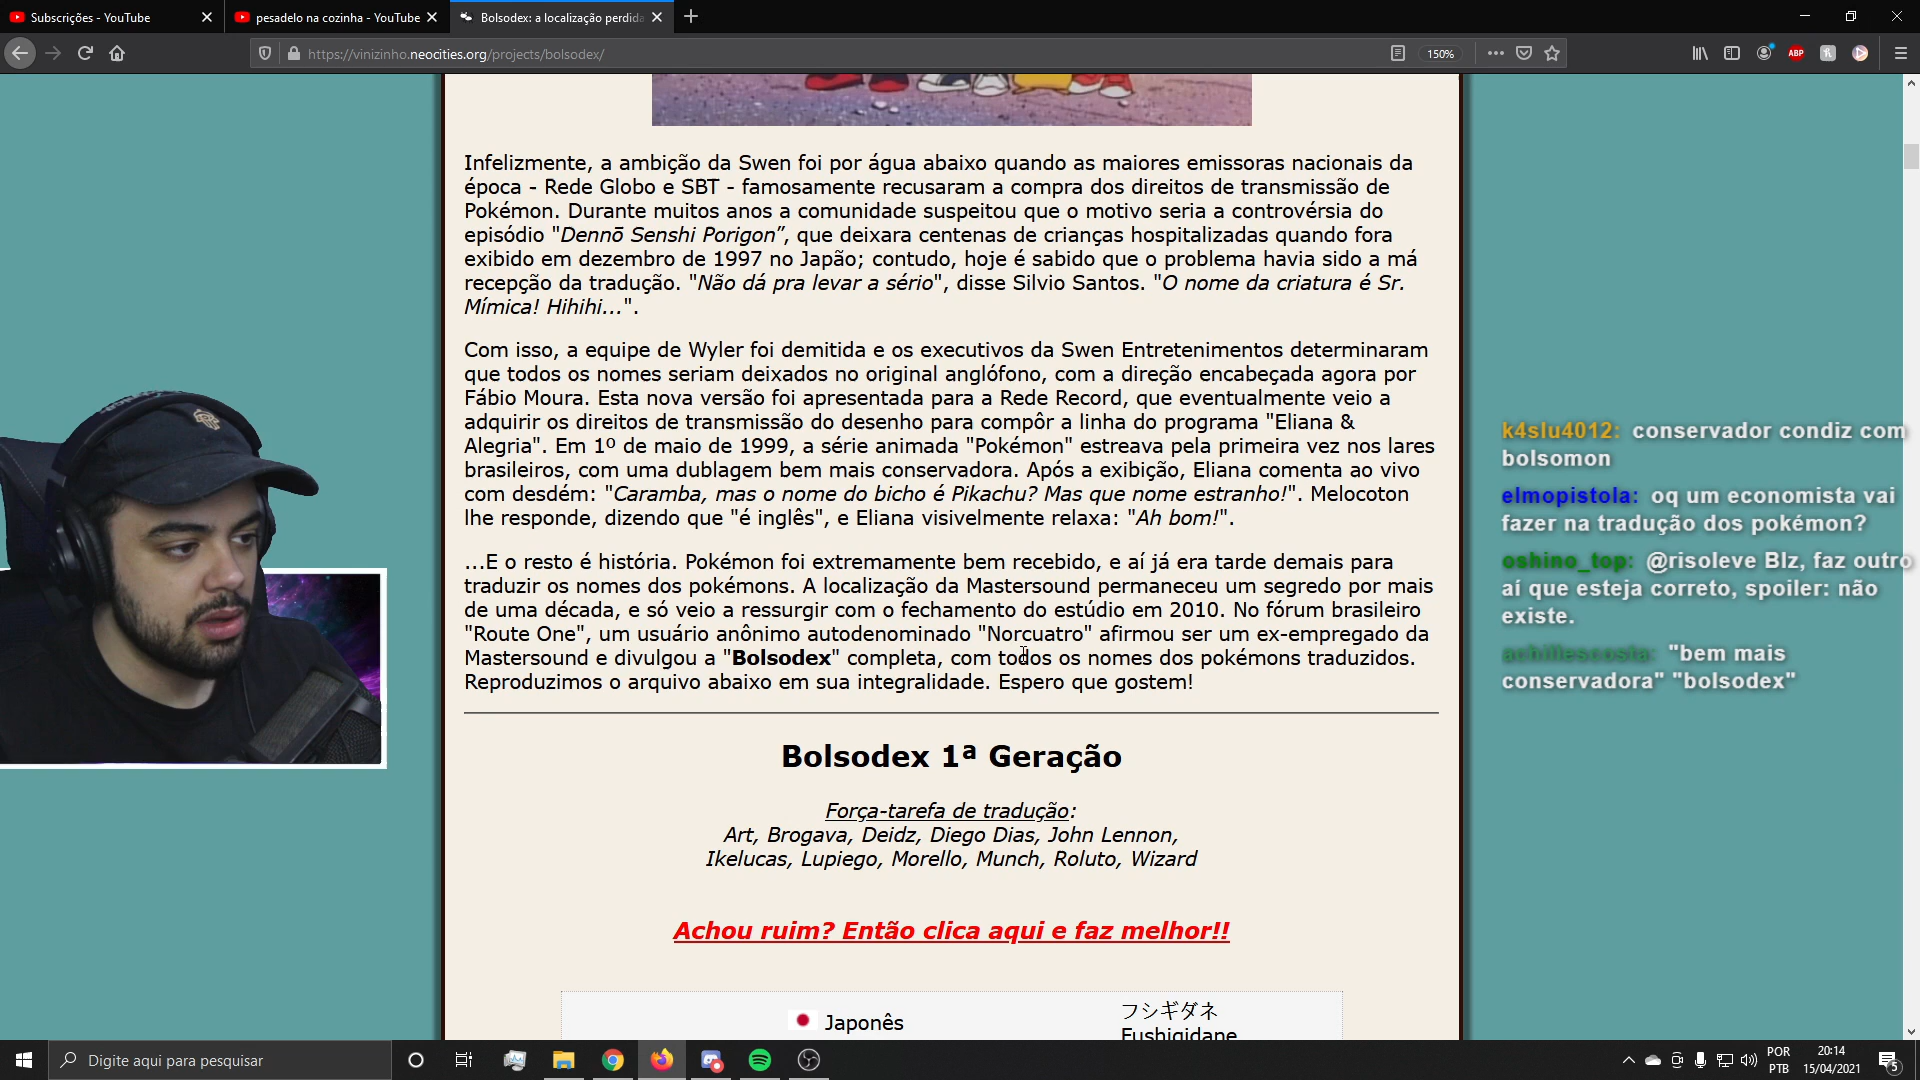 Subscrições - YouTube
pesadelo na cozinha - YouTube
Bolsodex: a localização perdida
https://vinizinho.neocities.org/projects/bolsodex/
150%
ABP
Infelizmente, a ambição da Swen foi por água abaixo quando as maiores emissoras nacionais da
época - Rede Globo e SBT - famosamente recusaram a compra dos direitos de transmissão de
Pokémon. Durante muitos anos a comunidade suspeitou que o motivo seria a controvérsia do
episódio "Dennō Senshi Porigon”, que deixara centenas de crianças hospitalizadas quando fora
exibido em dezembro de 1997 no Japão; contudo, hoje é sabido que o problema havia sido a má
recepção da tradução. "Não dá pra levar a sério", disse Silvio Santos. "O nome da criatura é Sr.
Mímica! Hihihi...".
Com isso, a equipe de Wyler foi demitida e os executivos da Swen Entretenimentos determinaram
que todos os nomes seriam deixados no original anglófono, com a direção encabeçada agora por
Fábio Moura. Esta nova versão foi apresentada para a Rede Record, que eventualmente veio a
adquirir os direitos de transmissão do desenho para compôr a linha do programa "Eliana &
Alegria". Em 1º de maio de 1999, a série animada "Pokémon" estreava pela primeira vez nos lares
brasileiros, com uma dublagem bem mais conservadora. Após a exibição, Eliana comenta ao vivo
com desdém: "Caramba, mas o nome do bicho é Pikachu? Mas que nome estranho!". Melocoton
lhe responde, dizendo que "é inglês", e Eliana visivelmente relaxa: "Ah bom!".
...E o resto é história. Pokémon foi extremamente bem recebido, e aí já era tarde demais para
traduzir os nomes dos pokémons. A localização da Mastersound permaneceu um segredo por mais
de uma década, e só veio a ressurgir com o fechamento do estúdio em 2010. No fórum brasileiro
"Route One", um usuário anônimo autodenominado "Norcuatro" afirmou ser um ex-empregado da
Mastersound e divulgou a "Bolsodex" completa, com todos os nomes dos pokémons traduzidos.
Reproduzimos o arquivo abaixo em sua integralidade. Espero que gostem!
Bolsodex 1ª Geração
Força-tarefa de tradução:
Art, Brogava, Deidz, Diego Dias, John Lennon,
Ikelucas, Lupiego, Morello, Munch, Roluto, Wizard
Achou ruim? Então clica aqui e faz melhor!!
Japonês
フシギダネ
Fushigidane
k4slu4012: conservador condiz com
bolsomon
elmopistola: oq um economista vai
fazer na tradução dos pokémon?
oshino_top: @risoleve Blz, faz outro
aí que esteja correto, spoiler: não
existe.
achillescosta: "bem mais
conservadora" "bolsodex"
Digite aqui para pesquisar
POR
PTB
20:14
15/04/2021
5